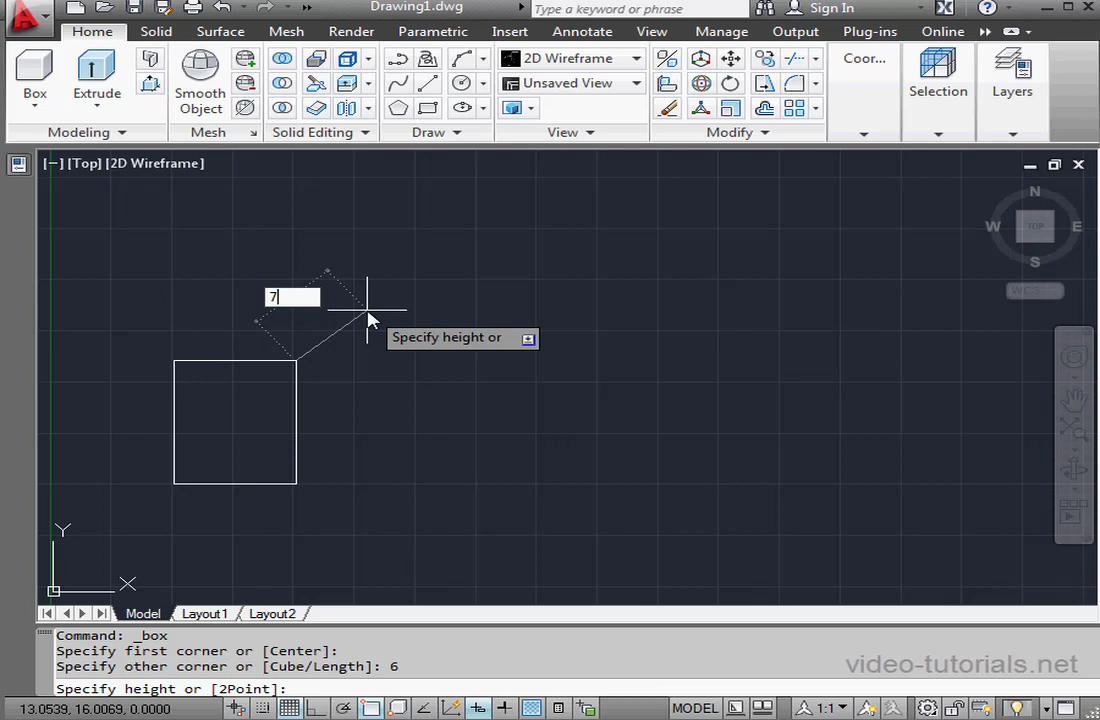 Drawing1.dwg
Type a keyword or phrase
Sign In
Home Solid Surface Mesh Render Parametric Insert Annotate View Manage Output Plug-ins Online
Box
Extrude
Smooth
Object
2D Wireframe
Unsaved View
Coor...
Selection
Layers
Modeling Mesh Solid Editing Draw View Modify
[−] [Top] [2D Wireframe]
N
W TOP E
S
WCS
7
Specify height or
Y
X
Model Layout1 Layout2
Command: _box
Specify first corner or [Center]:
Specify other corner or [Cube/Length]: 6
Specify height or [2Point]:
video-tutorials.net
13.0539, 16.0069, 0.0000
MODEL
1:1